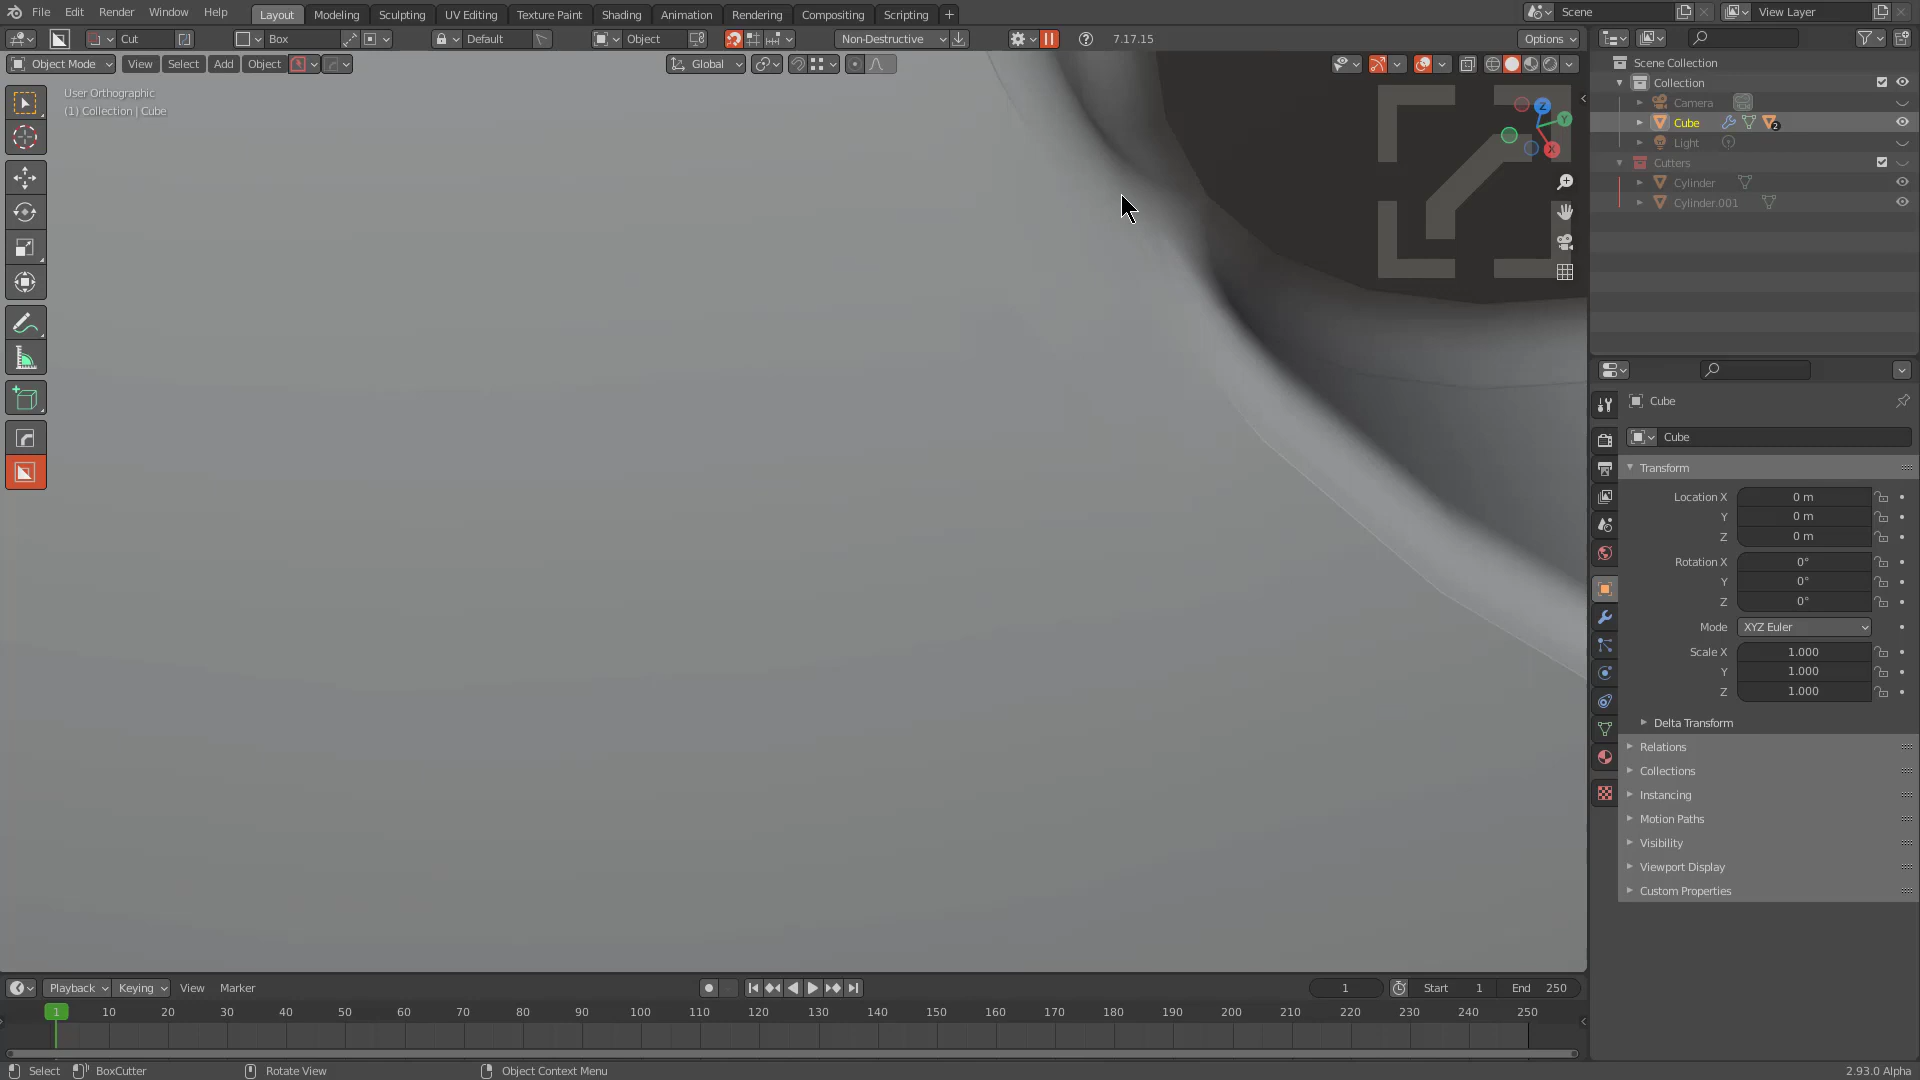 File Edit Render Window Help Layout Modeling Sculpting UV Editing Texture Paint Shading Animation Rendering Compositing Scripting + Scene View Layer
Cut Box Default Object Non-Destructive 7.17.15 Options
Object Mode View Select Add Object Global
User Orthographic
(1) Collection | Cube
Z
Y
X
Scene Collection
Collection
Camera
Cube 2
Light
Cutters
Cylinder
Cylinder.001
Cube
Cube
Transform
Location X 0 m
Y 0 m
Z 0 m
Rotation X 0°
Y 0°
Z 0°
Mode XYZ Euler
Scale X 1.000
Y 1.000
Z 1.000
Delta Transform
Relations
Collections
Instancing
Motion Paths
Visibility
Viewport Display
Custom Properties
Playback Keying View Marker 1 Start 1 End 250
1 10 20 30 40 50 60 70 80 90 100 110 120 130 140 150 160 170 180 190 200 210 220 230 240 250
Select BoxCutter Rotate View Object Context Menu 2.93.0 Alpha